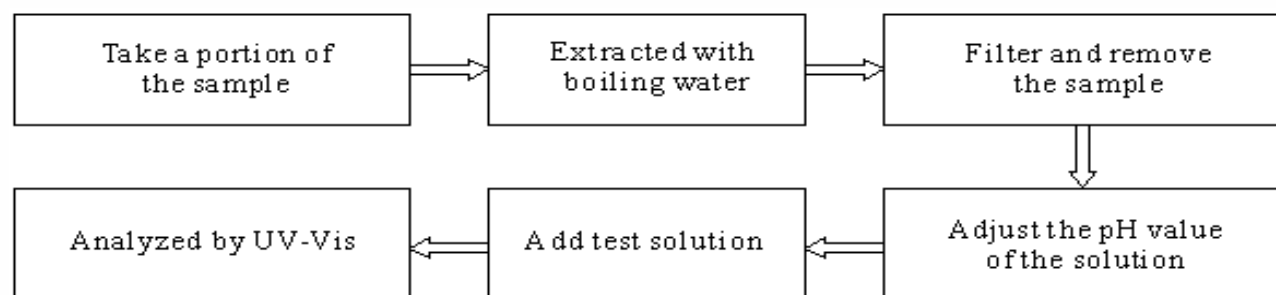 Take a portion of
the sample
Extracted with
boiling water
Filter and remove
the sample
Adjust the pH value
of the solution
Add test solution
Analyzed by UV-Vis